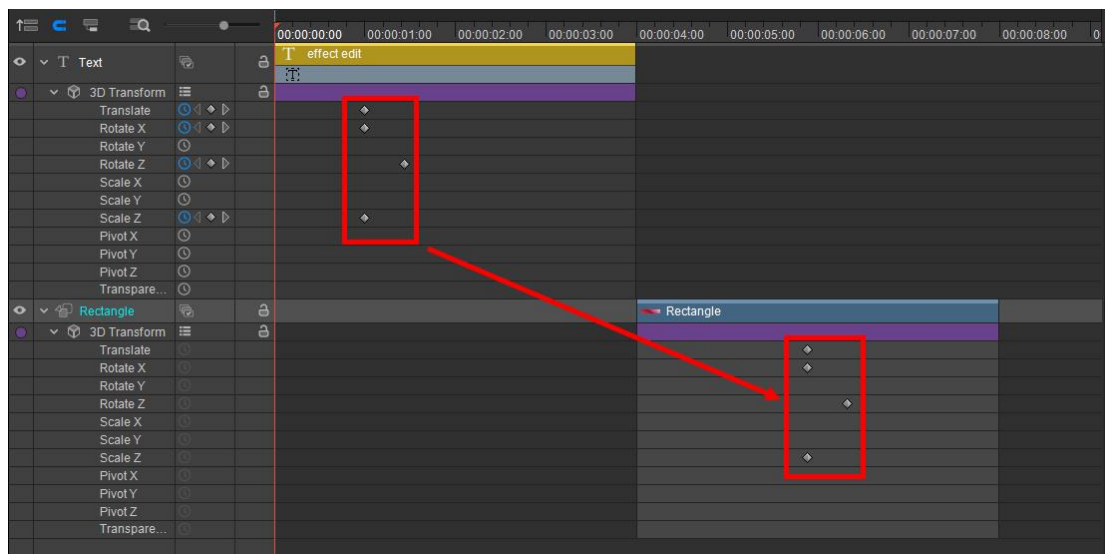 00:00:00:00 00:00:01:00 00:00:02:00 00:00:03:00 00:00:04:00 00:00:05:00 00:00:06:00 00:00:07:00 00:00:08:00 0
T Text T effect edit
T
3D Transform
Translate
Rotate X
Rotate Y
Rotate Z
Scale X
Scale Y
Scale Z
Pivot X
Pivot Y
Pivot Z
Transpare...
Rectangle Rectangle
3D Transform
Translate
Rotate X
Rotate Y
Rotate Z
Scale X
Scale Y
Scale Z
Pivot X
Pivot Y
Pivot Z
Transpare...